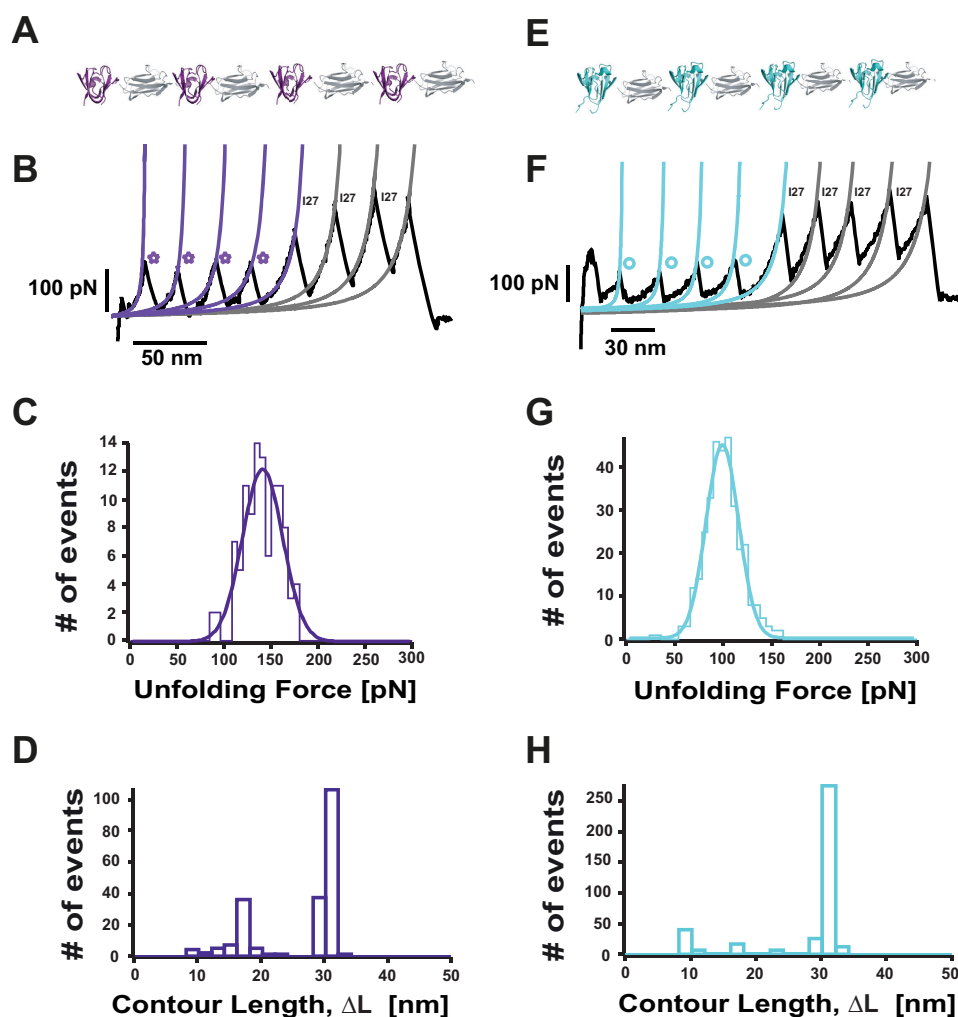 A
E
B
I27
I27
I27
100 pN
50 nm
F
I27
I27
I27
I27
100 pN
30 nm
C
# of events
14
12
10
8
6
4
2
0
0 50 100 150 200 250 300
Unfolding Force [pN]
G
# of events
40
30
20
10
0
0 50 100 150 200 250 300
Unfolding Force [pN]
D
# of events
100
80
60
40
20
0
0 10 20 30 40 50
Contour Length, ΔL [nm]
H
# of events
250
200
150
100
50
0
0 10 20 30 40 50
Contour Length, ΔL [nm]